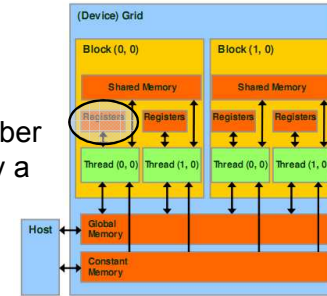 (Device) Grid
Block (0, 0)
Block (1, 0)
Shared Memory
Shared Memory
Registers
Registers
Registers
Registers
ber
Thread (0, 0)
Thread (1, 0)
Thread (0, 0)
Thread (1, 0
a
Host
Global
Memory
Constant
Memory